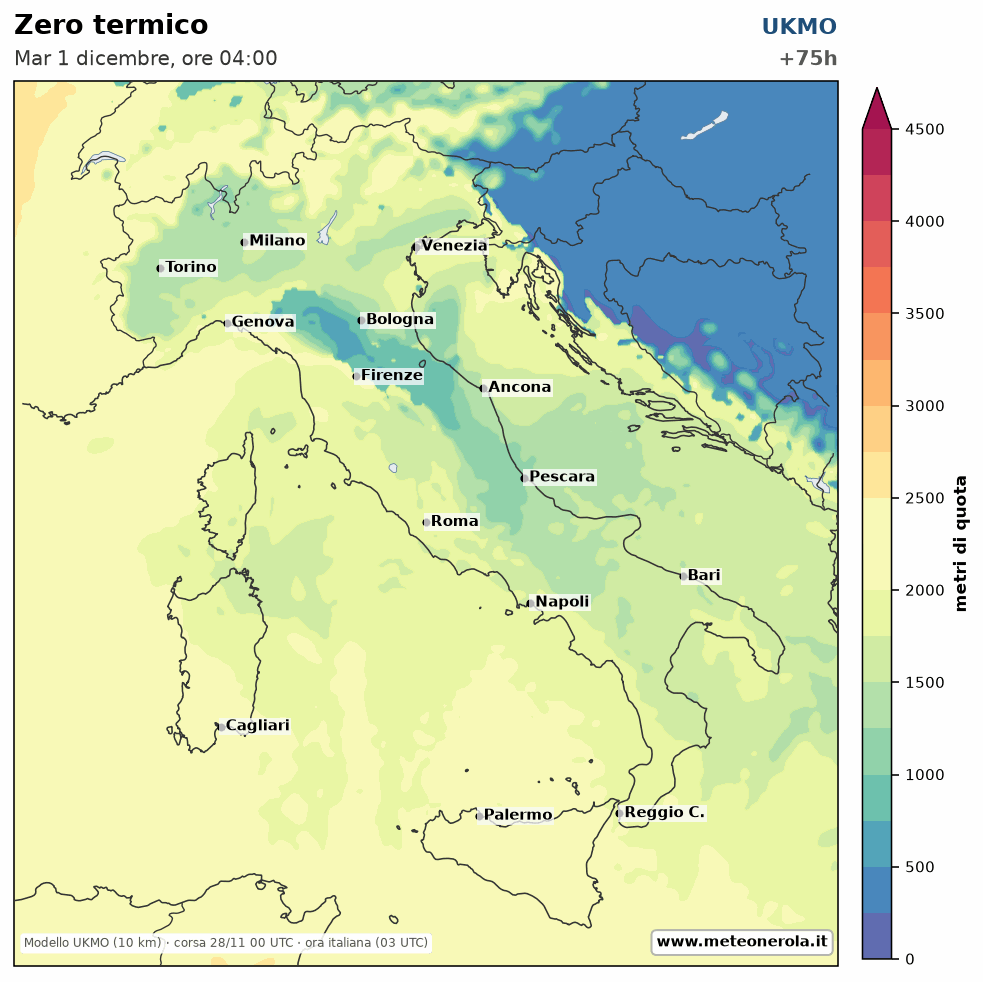 Zero termico
UKMO
Mar 1 dicembre, ore 04:00
+75h
4500
4000
3500
3000
2500
2000
1500
1000
500
0
metri di quota
Milano
Venezia
Torino
Genova
Bologna
Firenze
Ancona
Pescara
Roma
Bari
Napoli
Cagliari
Palermo
Reggio C.
Modello UKMO (10 km) · corsa 28/11 00 UTC · ora italiana (03 UTC)
www.meteonerola.it